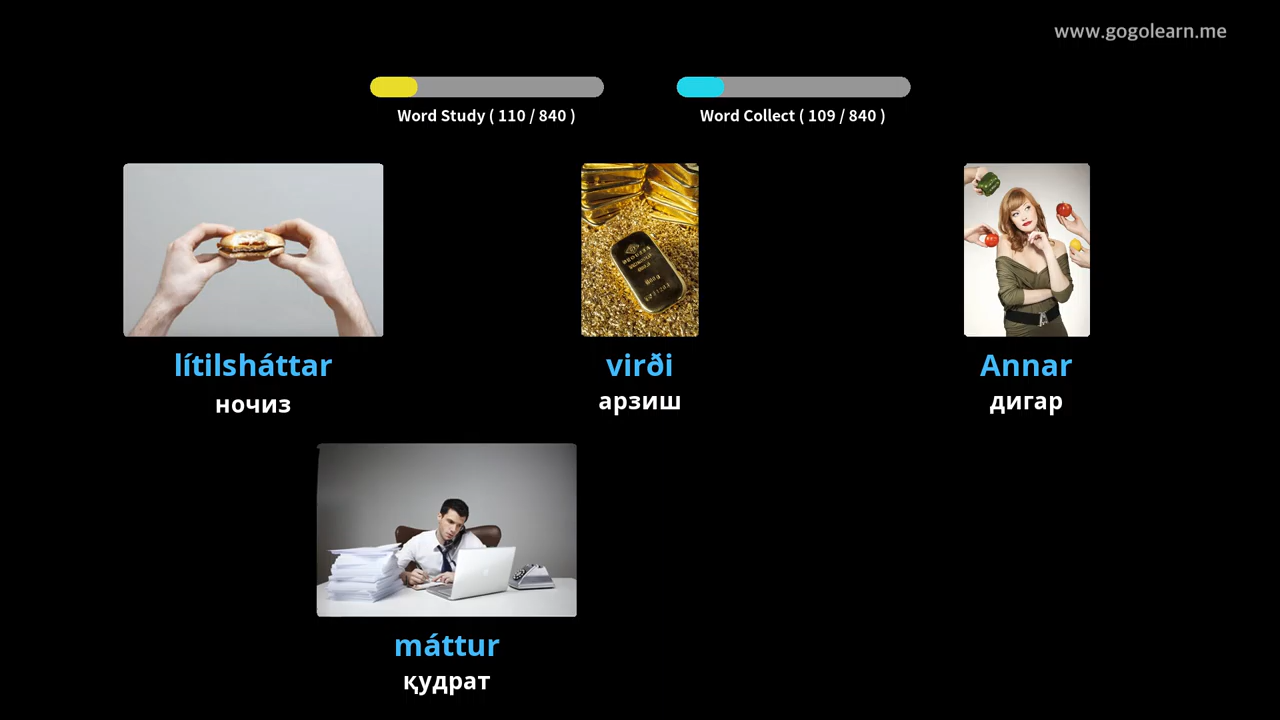 www.gogolearn.me
Word Study ( 110 / 840 )
Word Collect ( 109 / 840 )
lítilsháttar
ночиз
virði
арзиш
Annar
дигар
máttur
қудрат